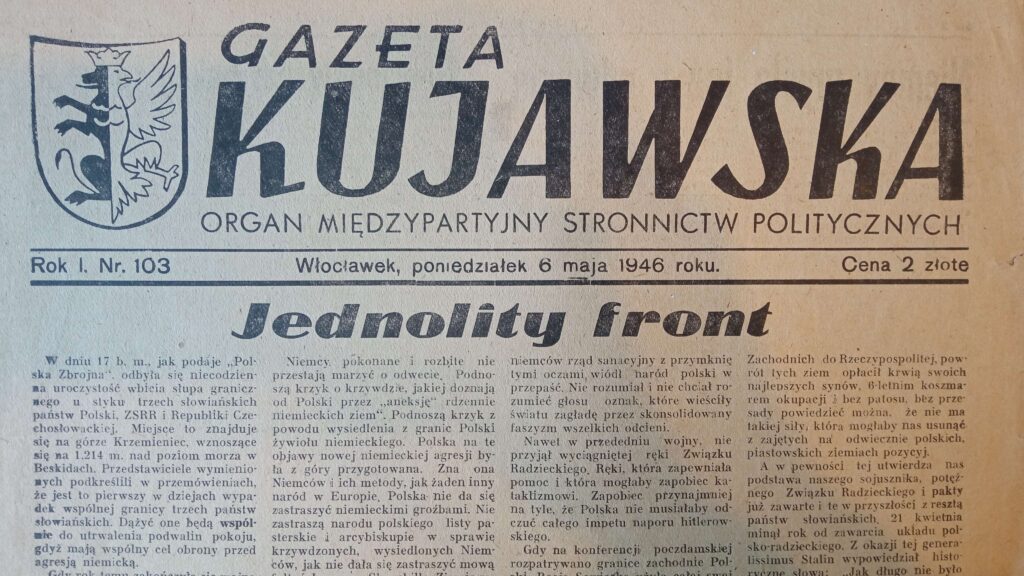 GAZETA
KUJAWSKA
ORGAN MIĘDZYPARTYJNY STRONNICTW POLITYCZNYCH
Rok I. Nr. 103 Włocławek, poniedziałek 6 maja 1946 roku. Cena 2 złote
Jednolity front
W dniu 17 b. m., jak podaje „Pol-
ska Zbrojna“, odbyła się niecodzien-
na uroczystość wbicia słupa granicz-
nego u styku trzech słowiańskich
państw Polski, ZSRR i Republiki Cze-
chosłowackiej. Miejsce to znajduje
się na górze Krzemieniec, wznoszące
się na 1.214 m. nad poziom morza w
Beskidach. Przedstawiciele wymienio-
nych podkreślili w przemówieniach,
że jest to pierwszy w dziejach wypa-
dek wspólnej granicy trzech państw
słowiańskich. Dążyć one będą wspól-
nie do utrwalenia podwalin pokoju,
gdyż mają wspólny cel obrony przed
agresją niemicką.
Niemcy, pokonane i rozbite nie
przestają marzyć o odwecie. Podno-
szą krzyk o krzywdzie, jakiej doznają
od Polski przez „aneksję“ rdzennie
niemieckich ziem“. Podnoszą krzyk z
powodu wysiedlenia z granic Polski
żywiołu niemieckiego. Polska na te
objawy nowej niemieckiej agresji by-
ła z góry przygotowana. Zna ona
Niemców i ich metody, jak żaden inny
naród w Europie. Polska nie da się
zastraszyć niemieckimi groźbami. Nie
zastraszą narodu polskiego listy pa-
sterskie i arcybiskupie w sprawie
krzywdzonych, wysiedlonych Niem-
ców, jak nie dała się zastraszyć mową
niemców rząd sanacyjny z przymknię
tymi oczami, wiódł naród polski w
przepaść. Nie rozumiał i nie chciał ro-
zumieć głosu oznak, które wieściły
światu zagładę przez skonsolidowany
faszyzm wszelkich odcieni.
Nawet w przededniu wojny, nie
przyjął wyciągniętej ręki Związku
Radzieckiego, Ręki, która zapewniała
pomoc i która mogłaby zapobiec ka-
taklizmowi. Zapobiec przynajmniej
na tyle, że Polska nie musiałaby od-
czuć całego impetu naporu hitlerow-
skiego.
Gdy na konferencji poczdamskiej
rozpatrywano granice zachodnie Pol-
Zachodnich do Rzeczypospolitej, pow-
rót tych ziem opłacił krwią swoich
najlepszych synów, 6-letnim koszma-
rem okupacji i bez patosu, bez prze-
sady powiedzieć można, że nie ma
takiej siły, która mogłaby nas usunąć
z zajętych na odwiecznie polskich,
piastowskich ziemiach pozycyj.
A w pewności tej utwierdza nas
podstawa naszego sojusznika, potęż-
nego Związku Radzieckiego i pakty
już zawarte i te w przyszłości z resztą
państw słowiańskich. 21 kwietnia
minął rok od zawarcia układu pol-
sko-radzieckiego. Z okazji tej genera-
lissimus Stalin wypowiedział histo-
ryczne słowa: „Jak długo nie było